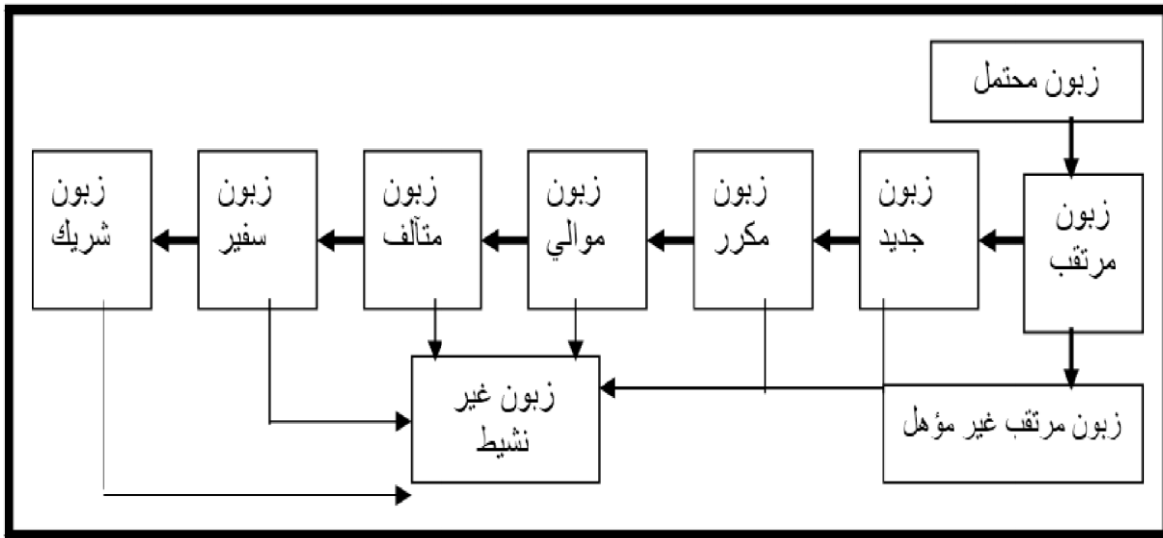 زبون محتمل
زبون
مرتقب
زبون
جديد
زبون
مكرر
زبون
موالي
زبون
متآلف
زبون
سفير
زبون
شريك
زبون مرتقب غير مؤهل
زبون غير
نشيط